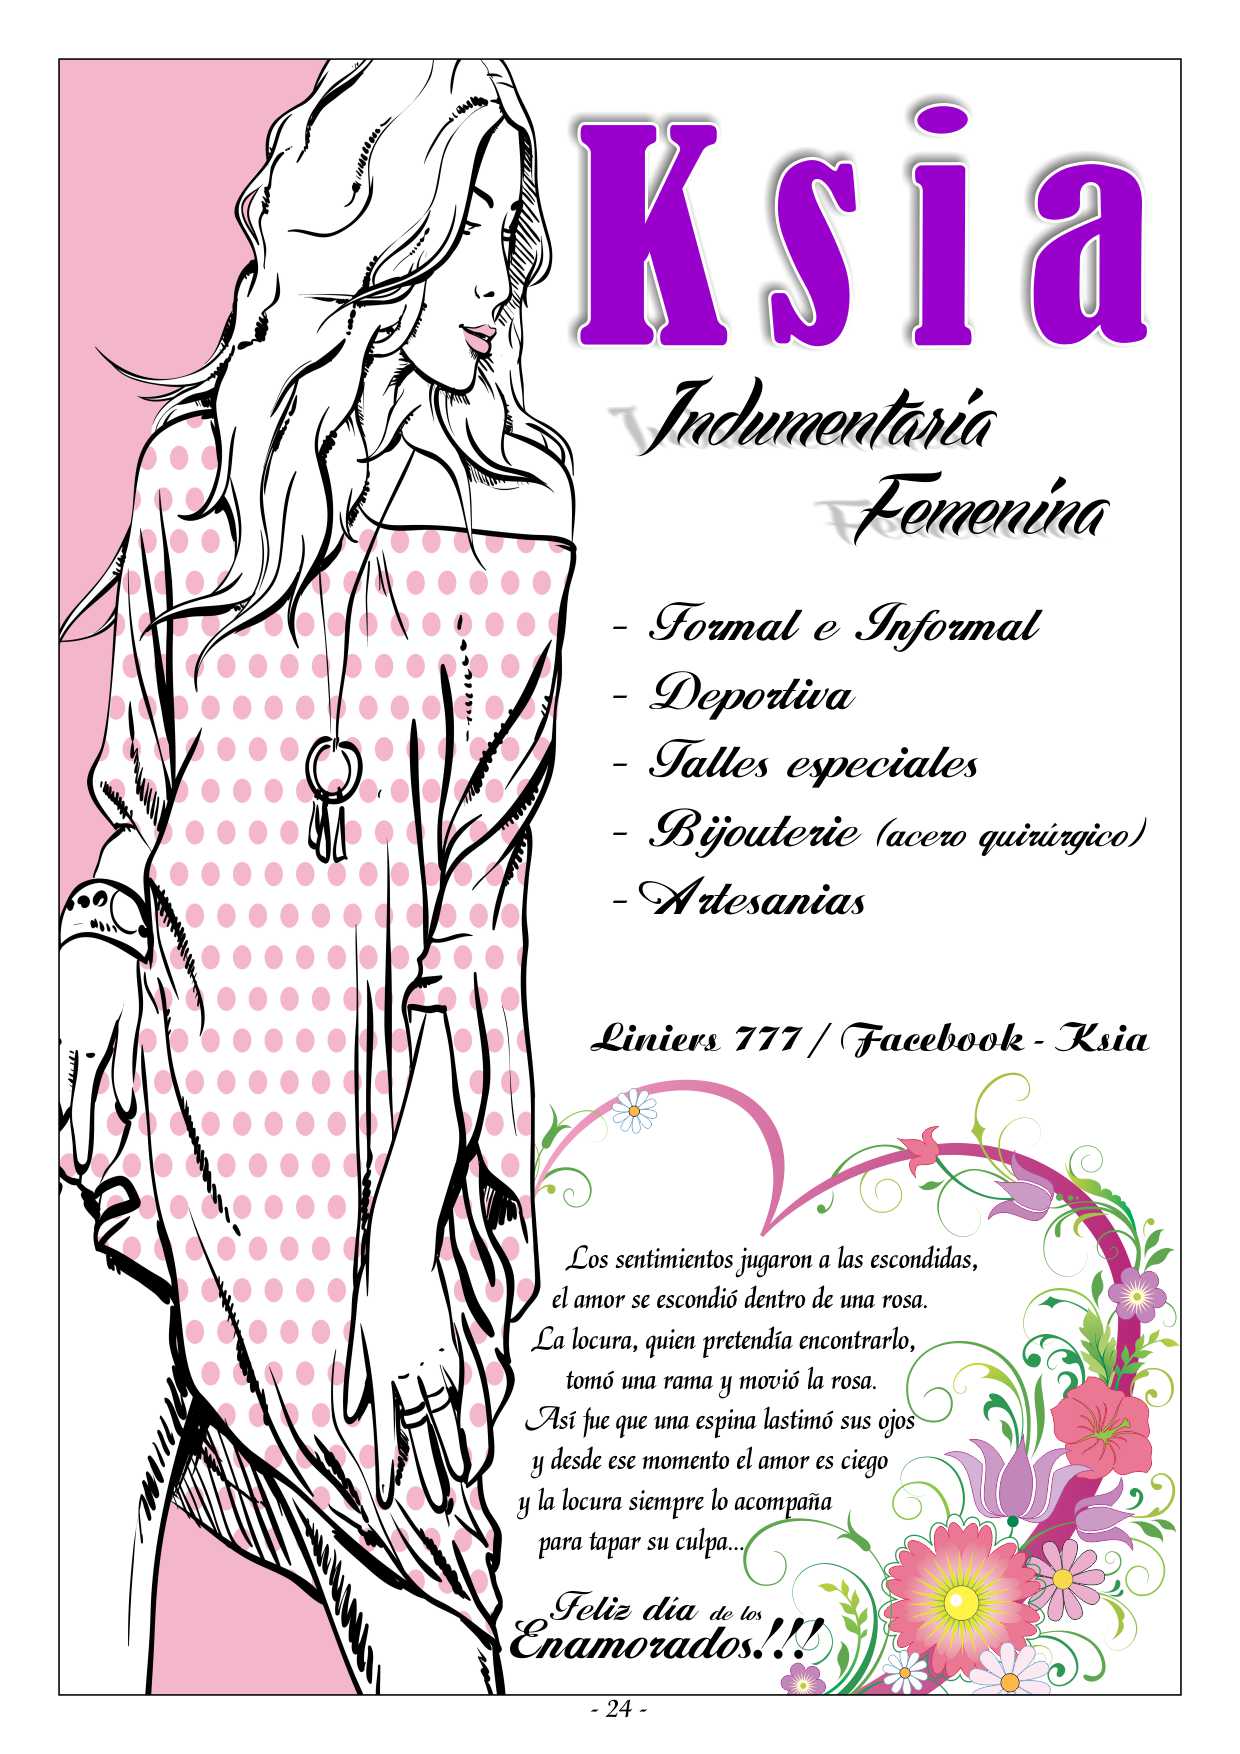 Ksia
Indumentaria
Femenina
- Formal e Informal
- Deportiva
- Talles especiales
- Bijouterie (acero quirúrgico)
- Artesanias
Liniers 777 / Facebook - Ksia
Los sentimientos jugaron a las escondidas,
el amor se escondió dentro de una rosa.
La locura, quien pretendía encontrarlo,
tomó una rama y movió la rosa.
Así fue que una espina lastimó sus ojos
y desde ese momento el amor es ciego
y la locura siempre lo acompaña
para tapar su culpa...
Feliz día de los
Enamorados!!!
- 24 -